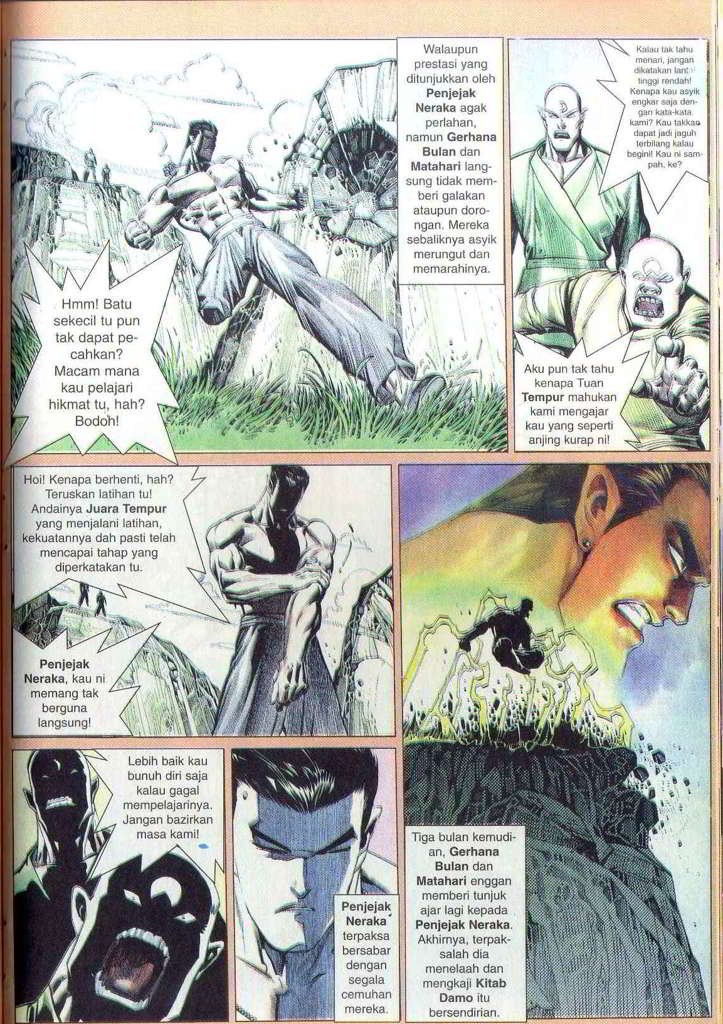 Walaupun
prestasi yang
ditunjukkan oleh
Penjejak
Neraka agak
perlahan,
namun Gerhana
Bulan dan
Matahari lang-
sung tidak mem-
beri galakan
ataupun doro-
ngan. Mereka
sebaliknya asyik
merungut dan
memarahinya.
Hmm! Batu
sekecil tu pun
tak dapat pe-
cahkan?
Macam mana
kau pelajari
hikmat tu, hah?
Bodoh!
Kalau tak tahu
menari, jangan
dikatakan lantai
tinggi rendah!
Kenapa kau asyik
engkar saja den-
gan kata-kata
kami? Kau takkan
dapat jadi jaguh
terbilang kalau
begini! Kau ni sam-
pah, ke?
Aku pun tak tahu
kenapa Tuan
Tempur mahukan
kami mengajar
kau yang seperti
anjing kurap ni!
Hoi! Kenapa berhenti, hah?
Teruskan latihan tu!
Andainya Juara Tempur
yang menjalani latihan,
kekuatannya dah pasti telah
mencapai tahap yang
diperkatakan tu.
Penjejak
Neraka, kau ni
memang tak
berguna
langsung!
Lebih baik kau
bunuh diri saja
kalau gagal
mempelajarinya.
Jangan bazirkan
masa kami!
Penjejak
Neraka
terpaksa
bersabar
dengan
segala
cemuhan
mereka.
Tiga bulan kemudi-
an, Gerhana
Bulan dan
Matahari enggan
memberi tunjuk
ajar lagi kepada
Penjejak Neraka.
Akhirnya, terpak-
salah dia
menelaah dan
mengkaji Kitab
Damo itu
bersendirian.